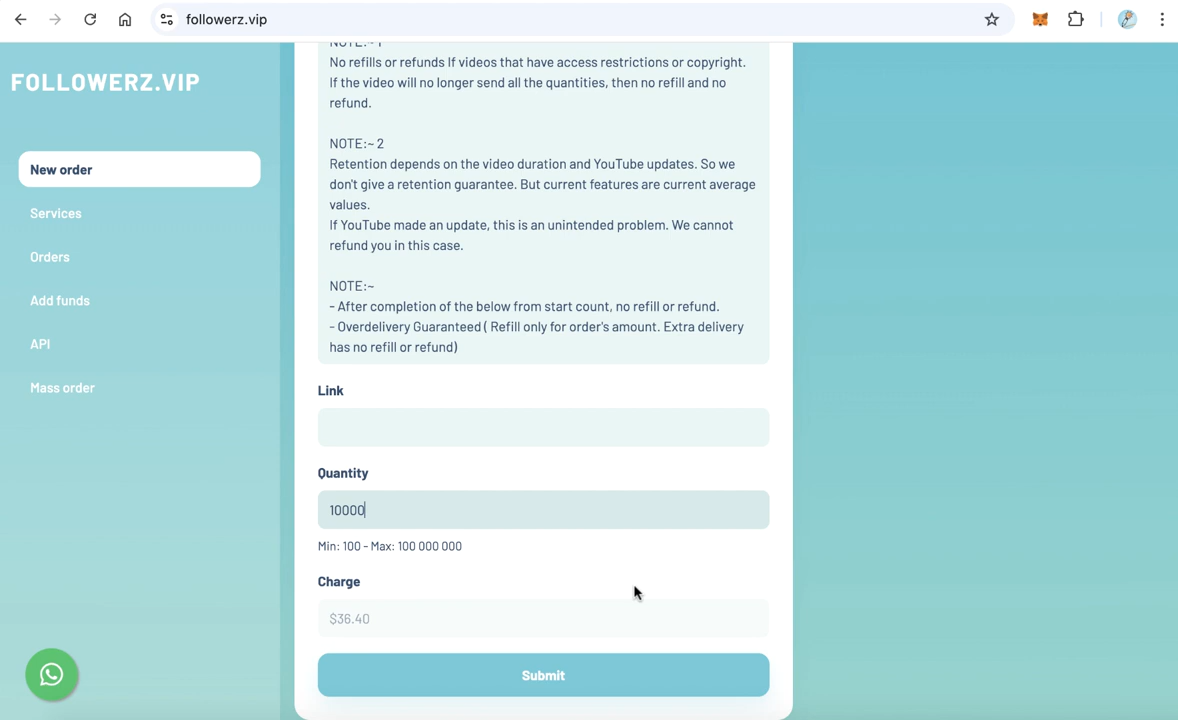 followerz.vip
FOLLOWERZ.VIP
New order
Services
Orders
Add funds
API
Mass order
NOTE:~ 1
No refills or refunds If videos that have access restrictions or copyright.
If the video will no longer send all the quantities, then no refill and no
refund.
NOTE:~ 2
Retention depends on the video duration and YouTube updates. So we
don't give a retention guarantee. But current features are current average
values.
If YouTube made an update, this is an unintended problem. We cannot
refund you in this case.
NOTE:~
- After completion of the below from start count, no refill or refund.
- Overdelivery Guaranteed ( Refill only for order's amount. Extra delivery
has no refill or refund)
Link
Quantity
10000
Min: 100 - Max: 100 000 000
Charge
$36.40
Submit